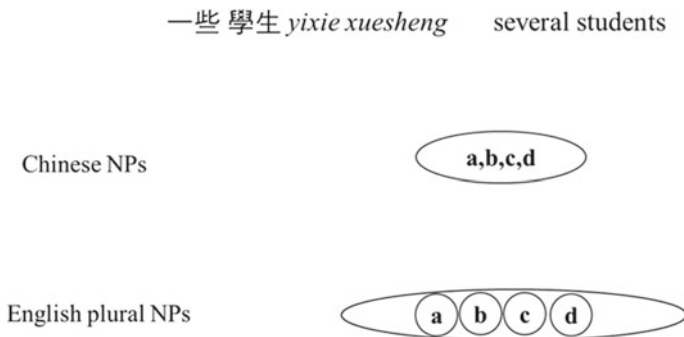 一些 學生 yixie xuesheng several students
Chinese NPs
a,b,c,d
English plural NPs
a b c d